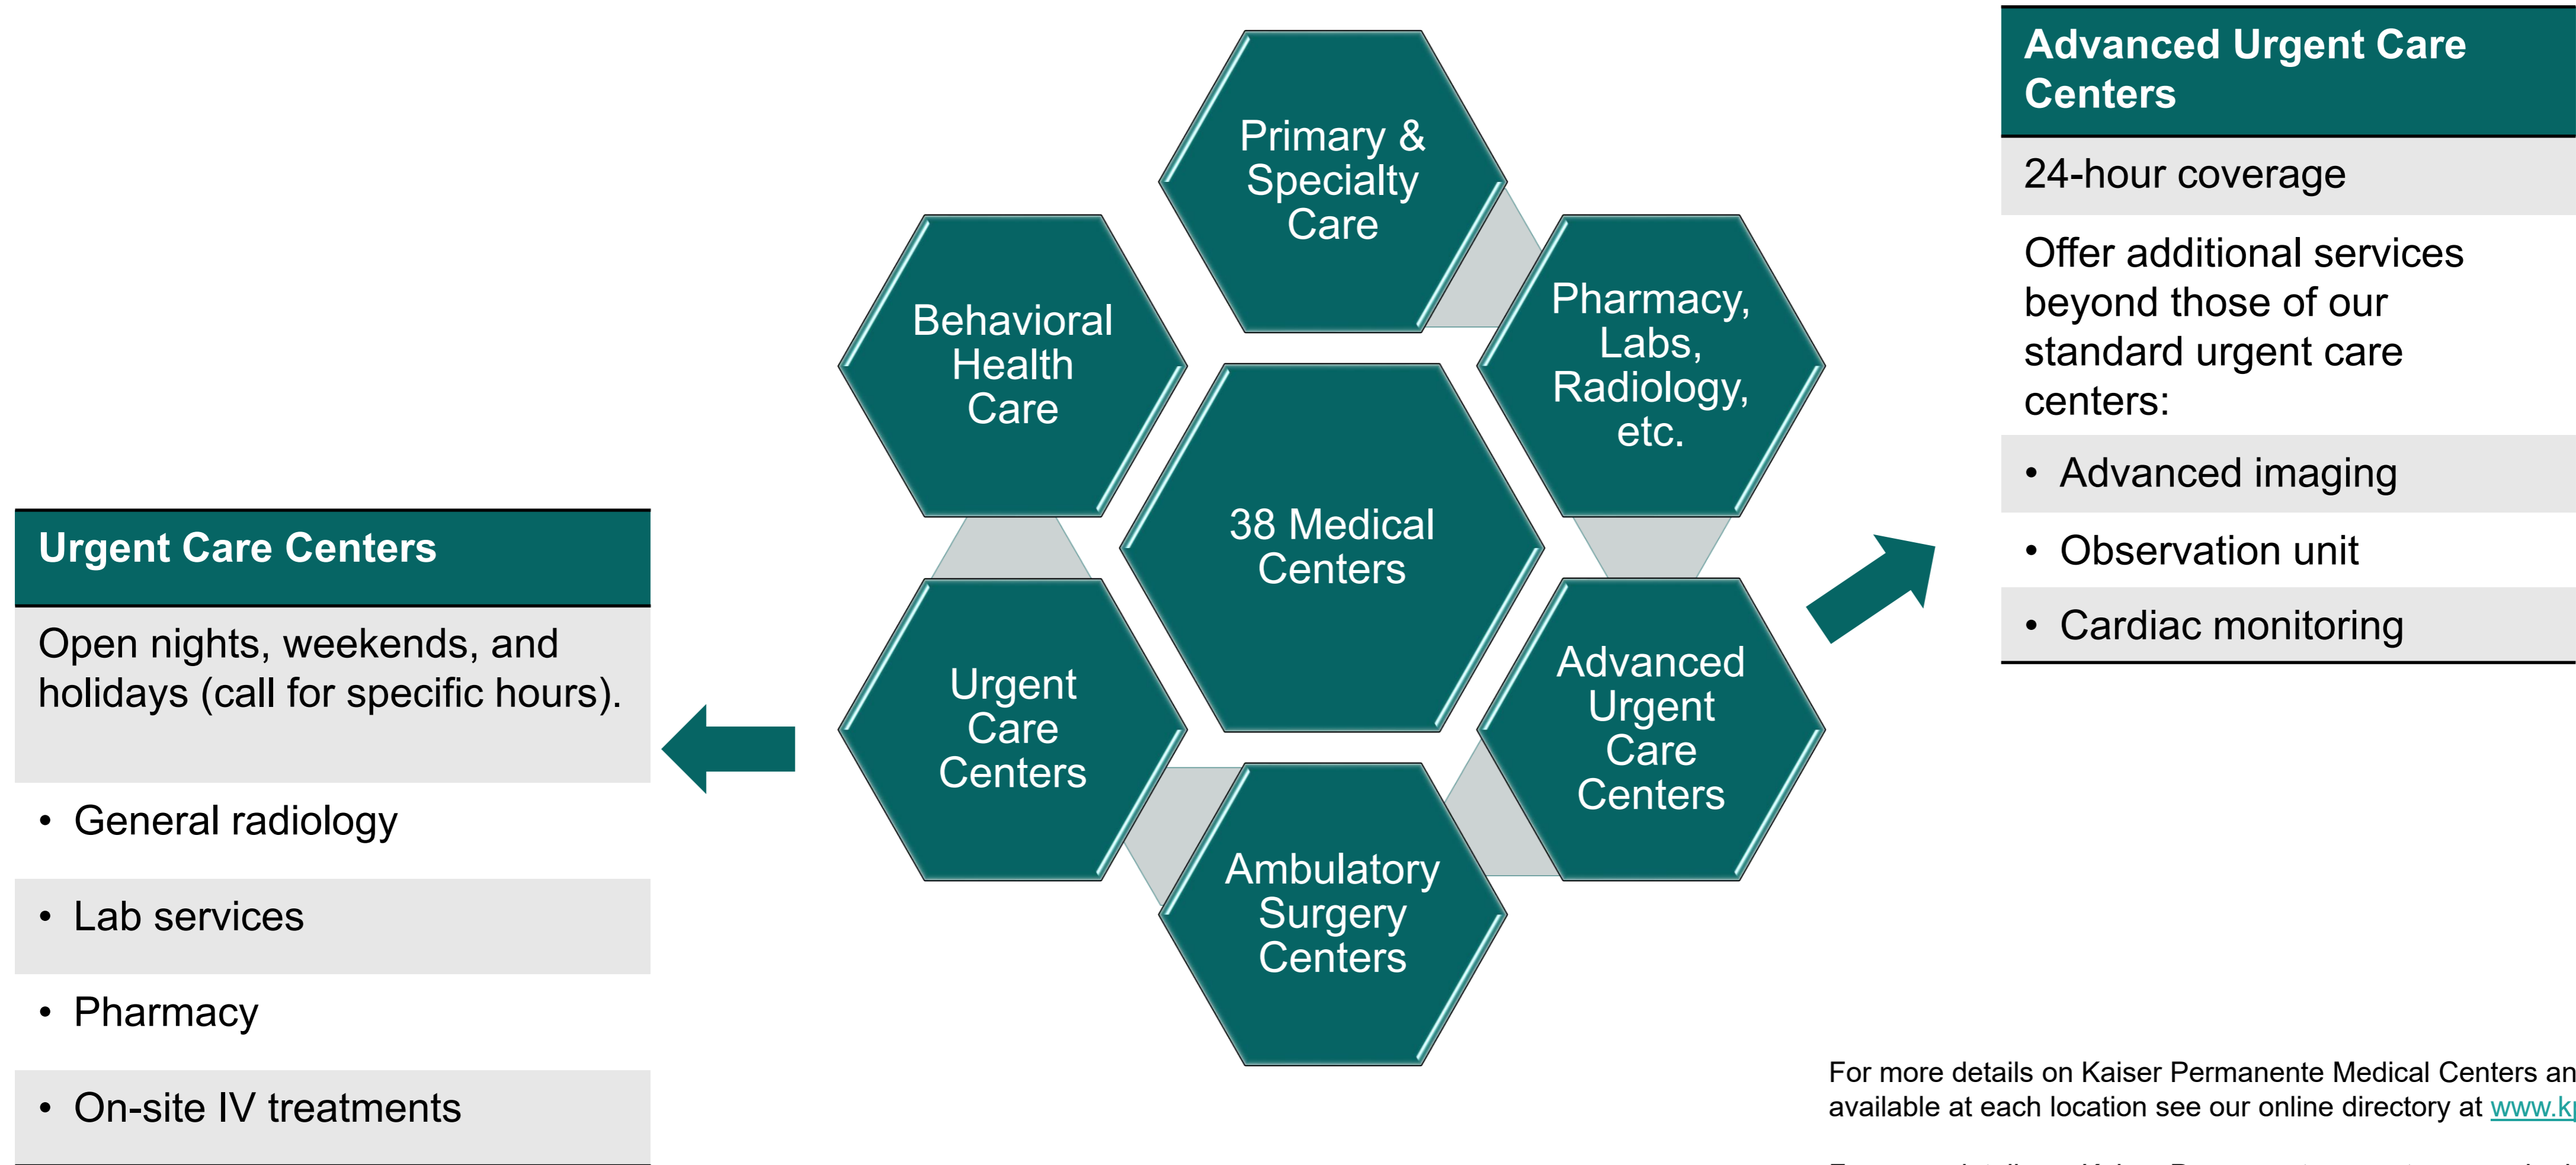 Primary &
Specialty
Care
Behavioral
Health
Care
Pharmacy,
Labs,
Radiology,
etc.
38 Medical
Centers
Urgent
Care
Centers
Advanced
Urgent
Care
Centers
Ambulatory
Surgery
Centers
Urgent Care Centers
Open nights, weekends, and
holidays (call for specific hours).
• General radiology
• Lab services
• Pharmacy
• On-site IV treatments
Advanced Urgent Care
Centers
24-hour coverage
Offer additional services
beyond those of our
standard urgent care
centers:
• Advanced imaging
• Observation unit
• Cardiac monitoring
For more details on Kaiser Permanente Medical Centers an
available at each location see our online directory at www.k